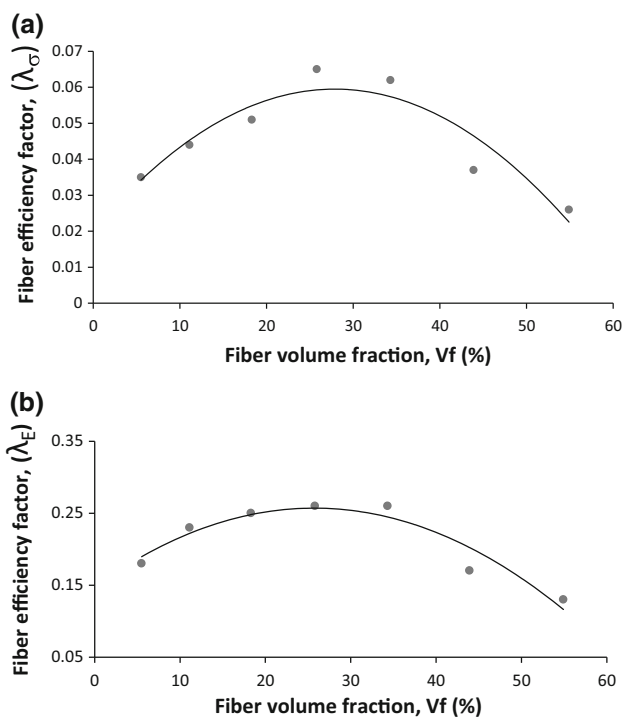 (a)
Fiber efficiency factor, (λσ)
0.07
0.06
0.05
0.04
0.03
0.02
0.01
0
0 10 20 30 40 50 60
Fiber volume fraction, Vf (%)
(b)
Fiber efficiency factor, (λE)
0.35
0.25
0.15
0.05
0 10 20 30 40 50 60
Fiber volume fraction, Vf (%)